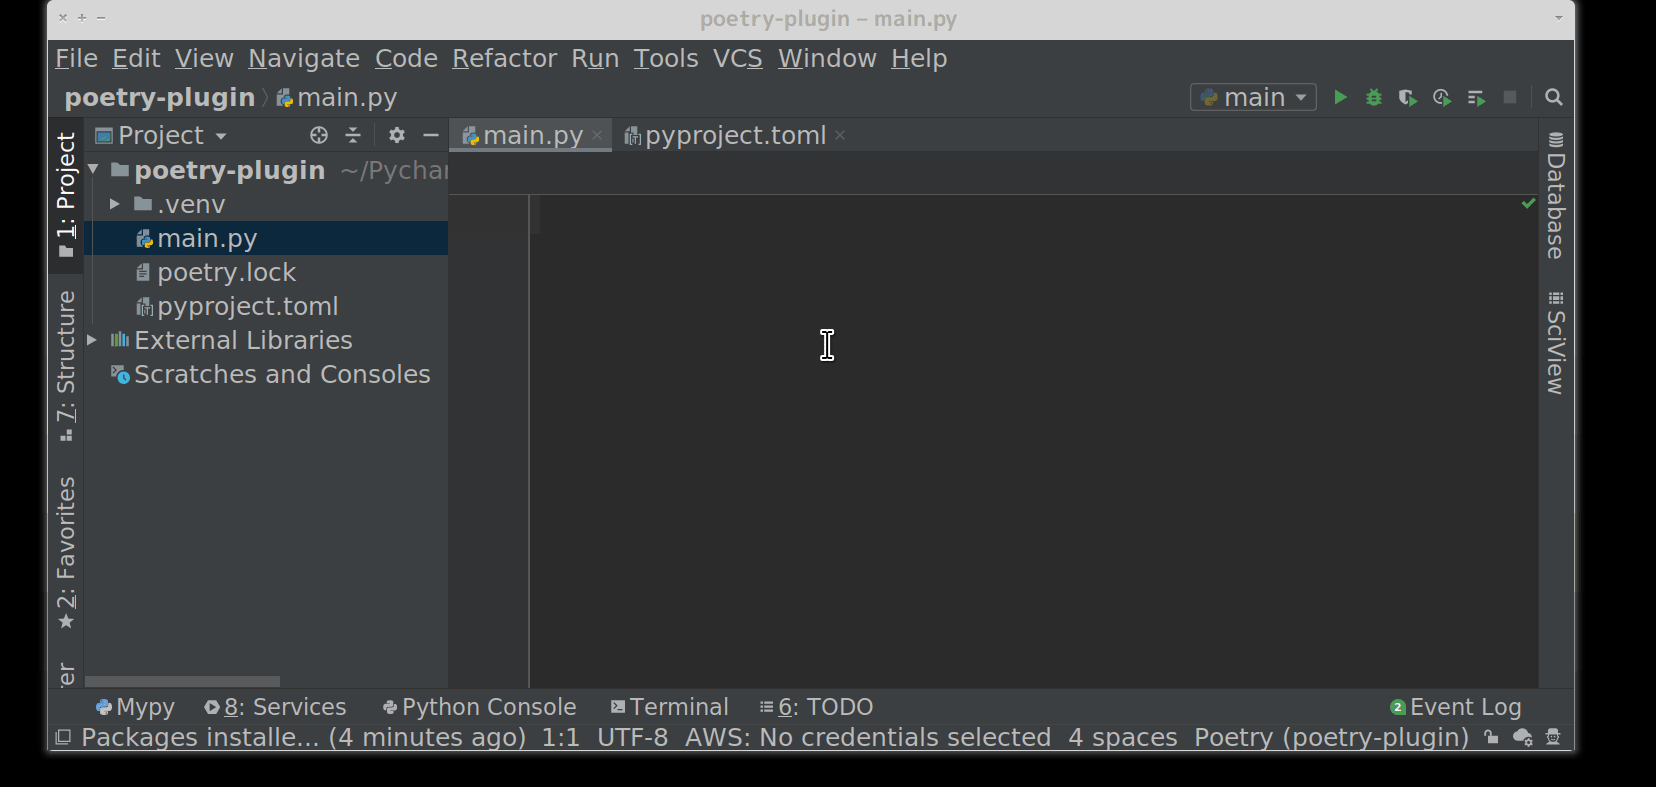 poetry-plugin – main.py
File Edit View Navigate Code Refactor Run Tools VCS Window Help
poetry-plugin main.py
main
1: Project
7: Structure
2: Favorites
er
Project
poetry-plugin ~/Pychar
.venv
main.py
poetry.lock
pyproject.toml
External Libraries
Scratches and Consoles
main.py pyproject.toml
Database
SciView
Mypy 8: Services Python Console Terminal 6: TODO 2 Event Log
Packages installe... (4 minutes ago) 1:1 UTF-8 AWS: No credentials selected 4 spaces Poetry (poetry-plugin)